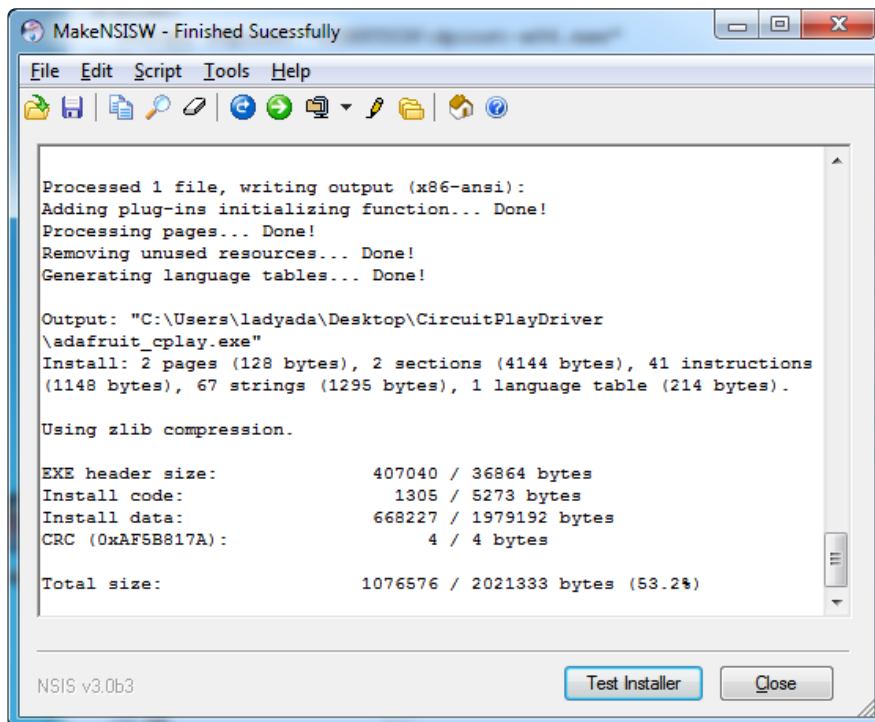 MakeNSISW - Finished Sucessfully
File Edit Script Tools Help
Processed 1 file, writing output (x86-ansi):
Adding plug-ins initializing function... Done!
Processing pages... Done!
Removing unused resources... Done!
Generating language tables... Done!
Output: "C:\Users\ladyada\Desktop\CircuitPlayDriver
\adafruit_cplay.exe"
Install: 2 pages (128 bytes), 2 sections (4144 bytes), 41 instructions
(1148 bytes), 67 strings (1295 bytes), 1 language table (214 bytes).
Using zlib compression.
EXE header size: 407040 / 36864 bytes
Install code: 1305 / 5273 bytes
Install data: 668227 / 1979192 bytes
CRC (0xAF5B817A): 4 / 4 bytes
Total size: 1076576 / 2021333 bytes (53.2%)
NSIS v3.0b3 Test Installer Close